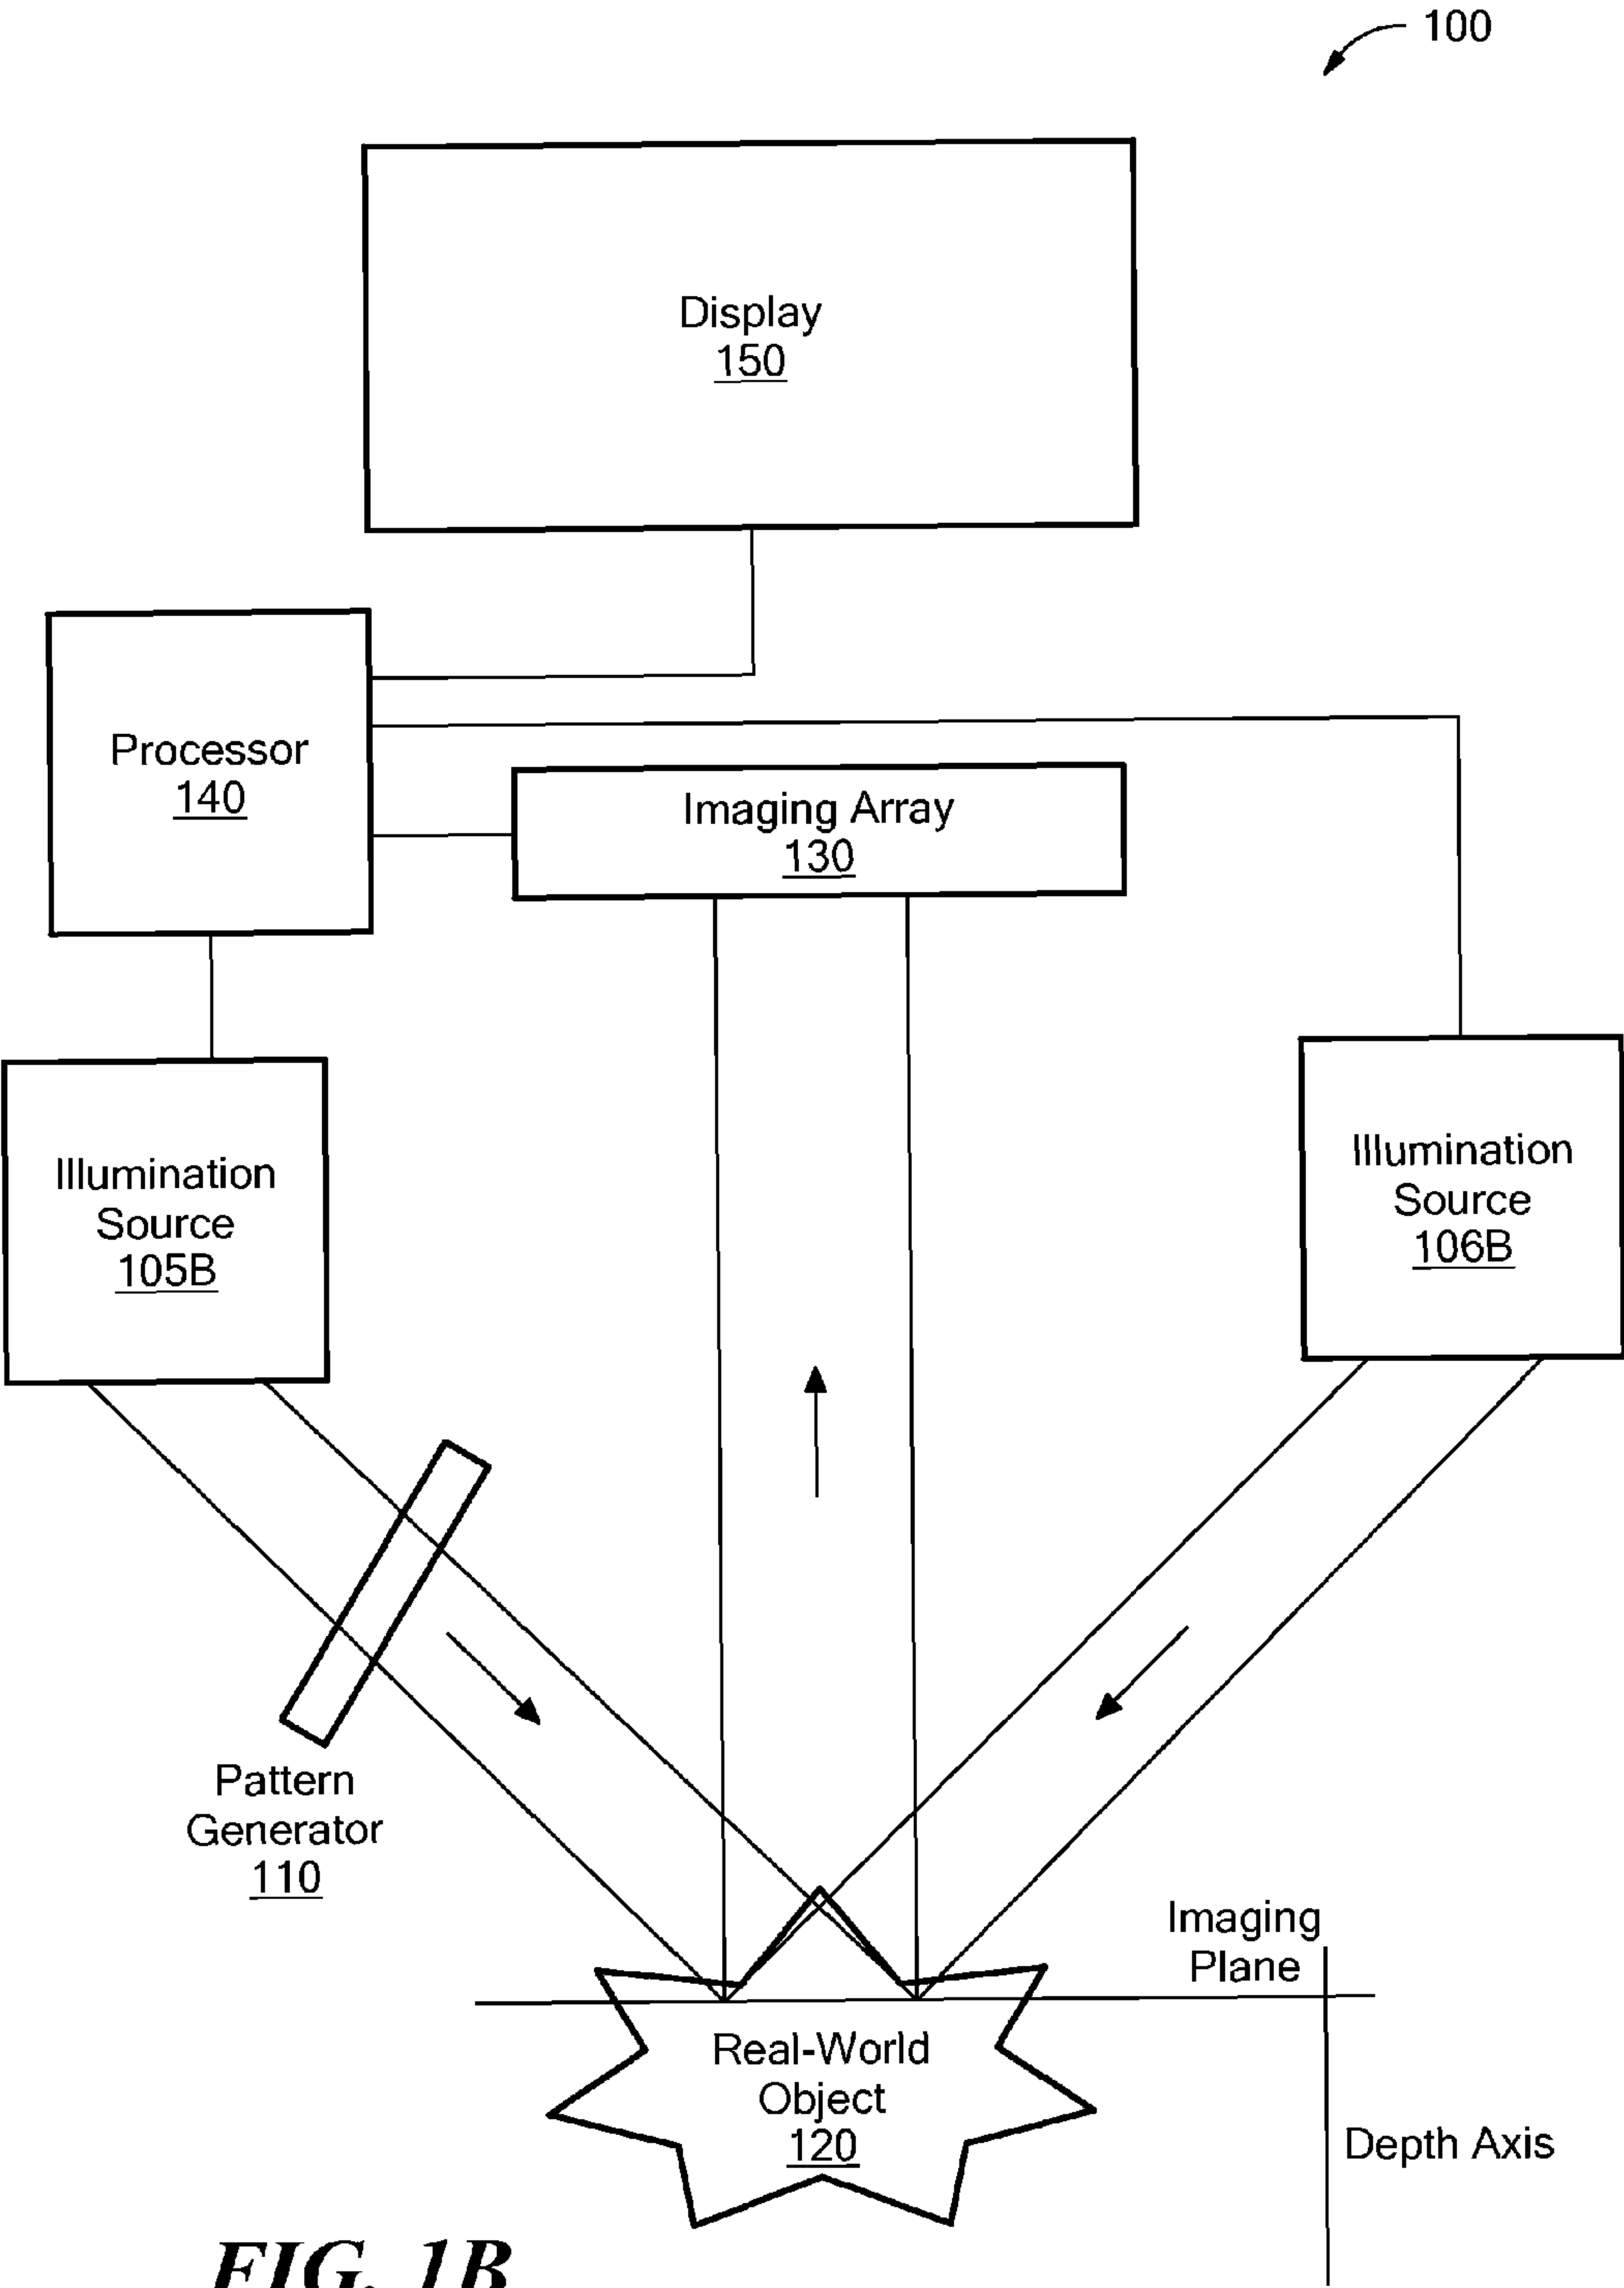 100
Display
150
Processor
140
Imaging Array
130
Illumination
Source
105B
Illumination
Source
106B
Pattern
Generator
110
Imaging
Plane
Real-World
Object
120
Depth Axis
FIG. 1B